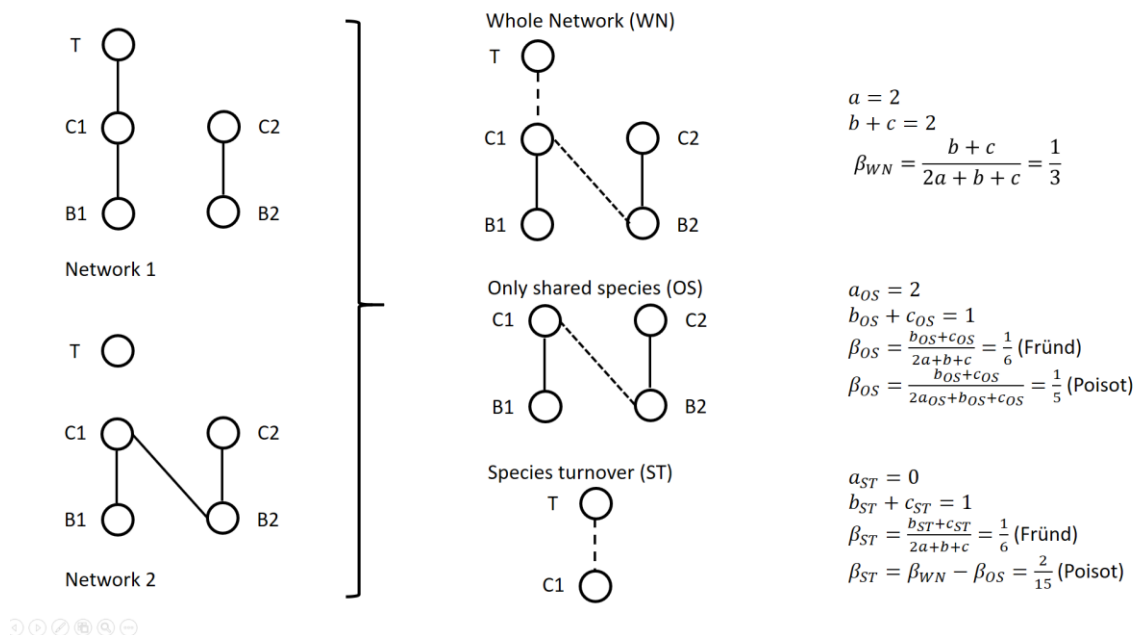 T
C1
C2
B1
B2
Network 1
T
C1
C2
B1
B2
Network 2
Whole Network (WN)
T
C1
C2
B1
B2
a = 2
b + c = 2
β_WN = (b + c)/(2a + b + c) = 1/3
Only shared species (OS)
C1
C2
B1
B2
a_OS = 2
b_OS + c_OS = 1
β_OS = (b_OS+c_OS)/(2a+b+c) = 1/6 (Fründ)
β_OS = (b_OS+c_OS)/(2a_OS+b_OS+c_OS) = 1/5 (Poisot)
Species turnover (ST)
T
C1
a_ST = 0
b_ST + c_ST = 1
β_ST = (b_ST+c_ST)/(2a+b+c) = 1/6 (Fründ)
β_ST = β_WN − β_OS = 2/15 (Poisot)